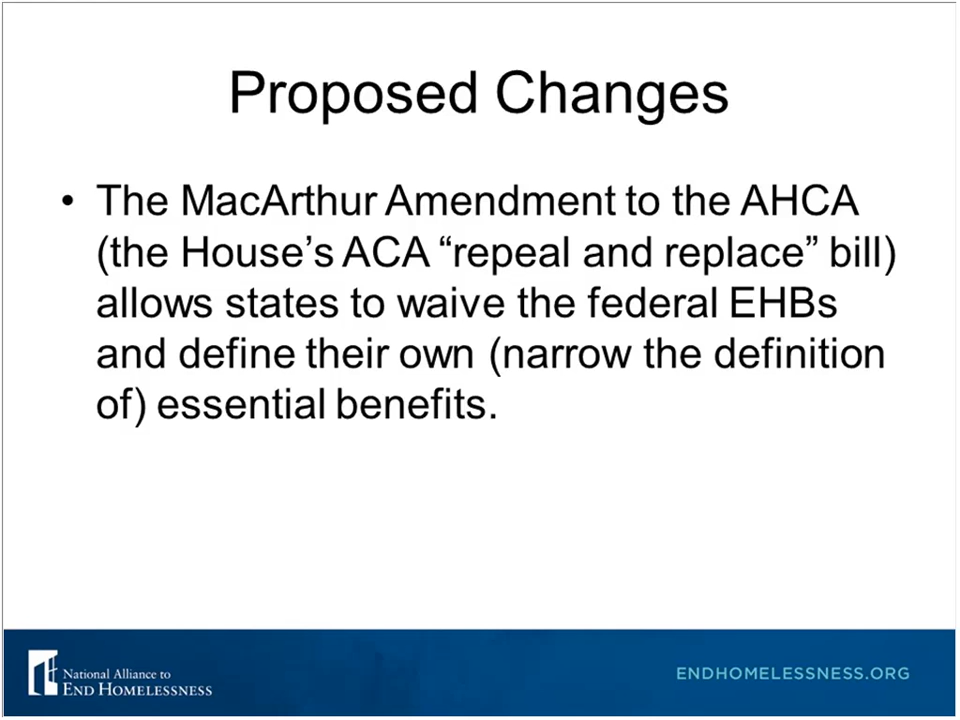 Proposed Changes
• The MacArthur Amendment to the AHCA
(the House’s ACA “repeal and replace” bill)
allows states to waive the federal EHBs
and define their own (narrow the definition
of) essential benefits.
National Alliance to
END HOMELESSNESS
ENDHOMELESSNESS.ORG